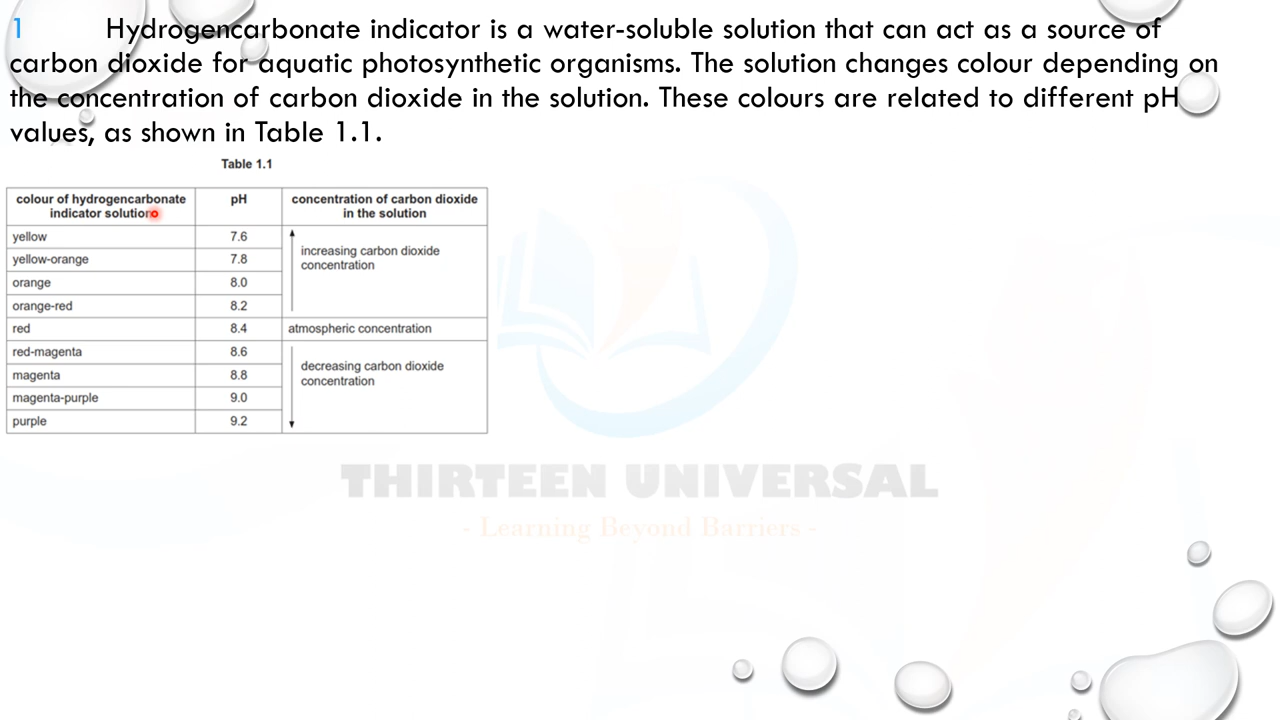 1 Hydrogencarbonate indicator is a water-soluble solution that can act as a source of
carbon dioxide for aquatic photosynthetic organisms. The solution changes colour depending on
the concentration of carbon dioxide in the solution. These colours are related to different pH
values, as shown in Table 1.1.
Table 1.1
colour of hydrogencarbonate
indicator solution
pH
concentration of carbon dioxide
in the solution
yellow 7.6
yellow-orange 7.8
increasing carbon dioxide
concentration
orange 8.0
orange-red 8.2
red 8.4 atmospheric concentration
red-magenta 8.6
magenta 8.8
decreasing carbon dioxide
concentration
magenta-purple 9.0
purple 9.2
THIRTEEN UNIVERSAL
- Learning Beyond Barriers -